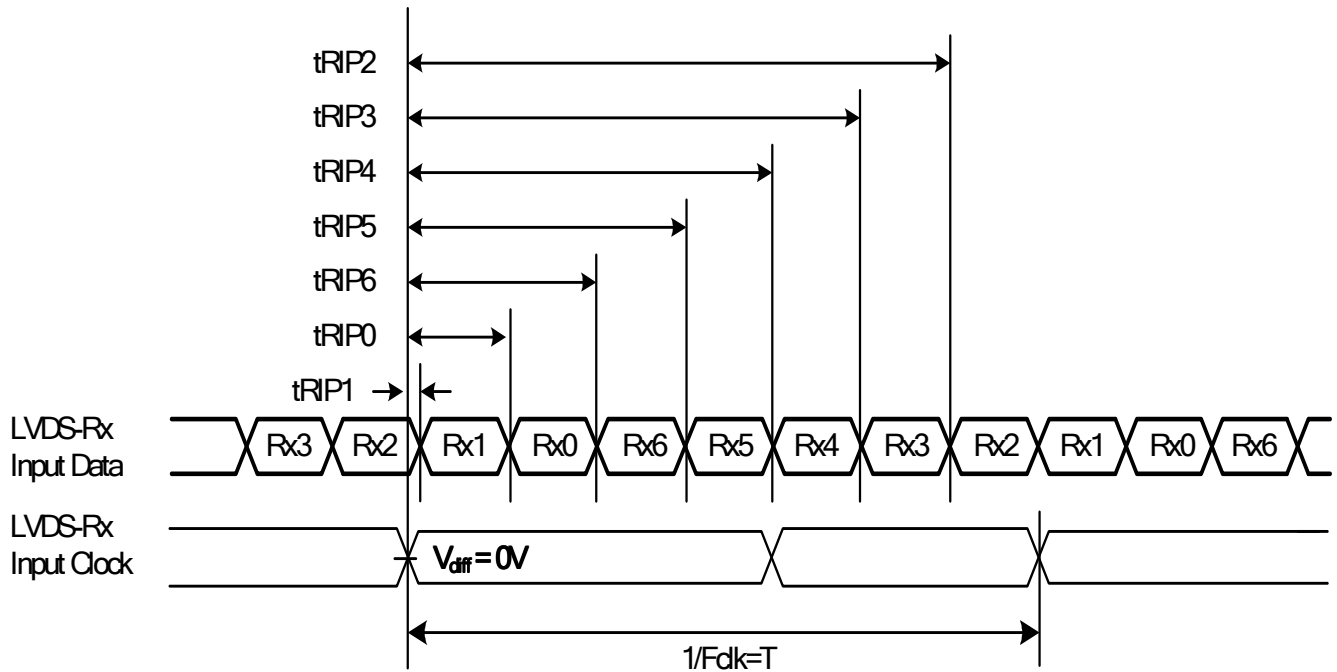 tRIP2
tRIP3
tRIP4
tRIP5
tRIP6
tRIP0
tRIP1
LVDS-Rx
Input Data
Rx3 Rx2 Rx1 Rx0 Rx6 Rx5 Rx4 Rx3 Rx2 Rx1 Rx0 Rx6
LVDS-Rx
Input Clock
Vdiff = 0V
1/Fclk=T